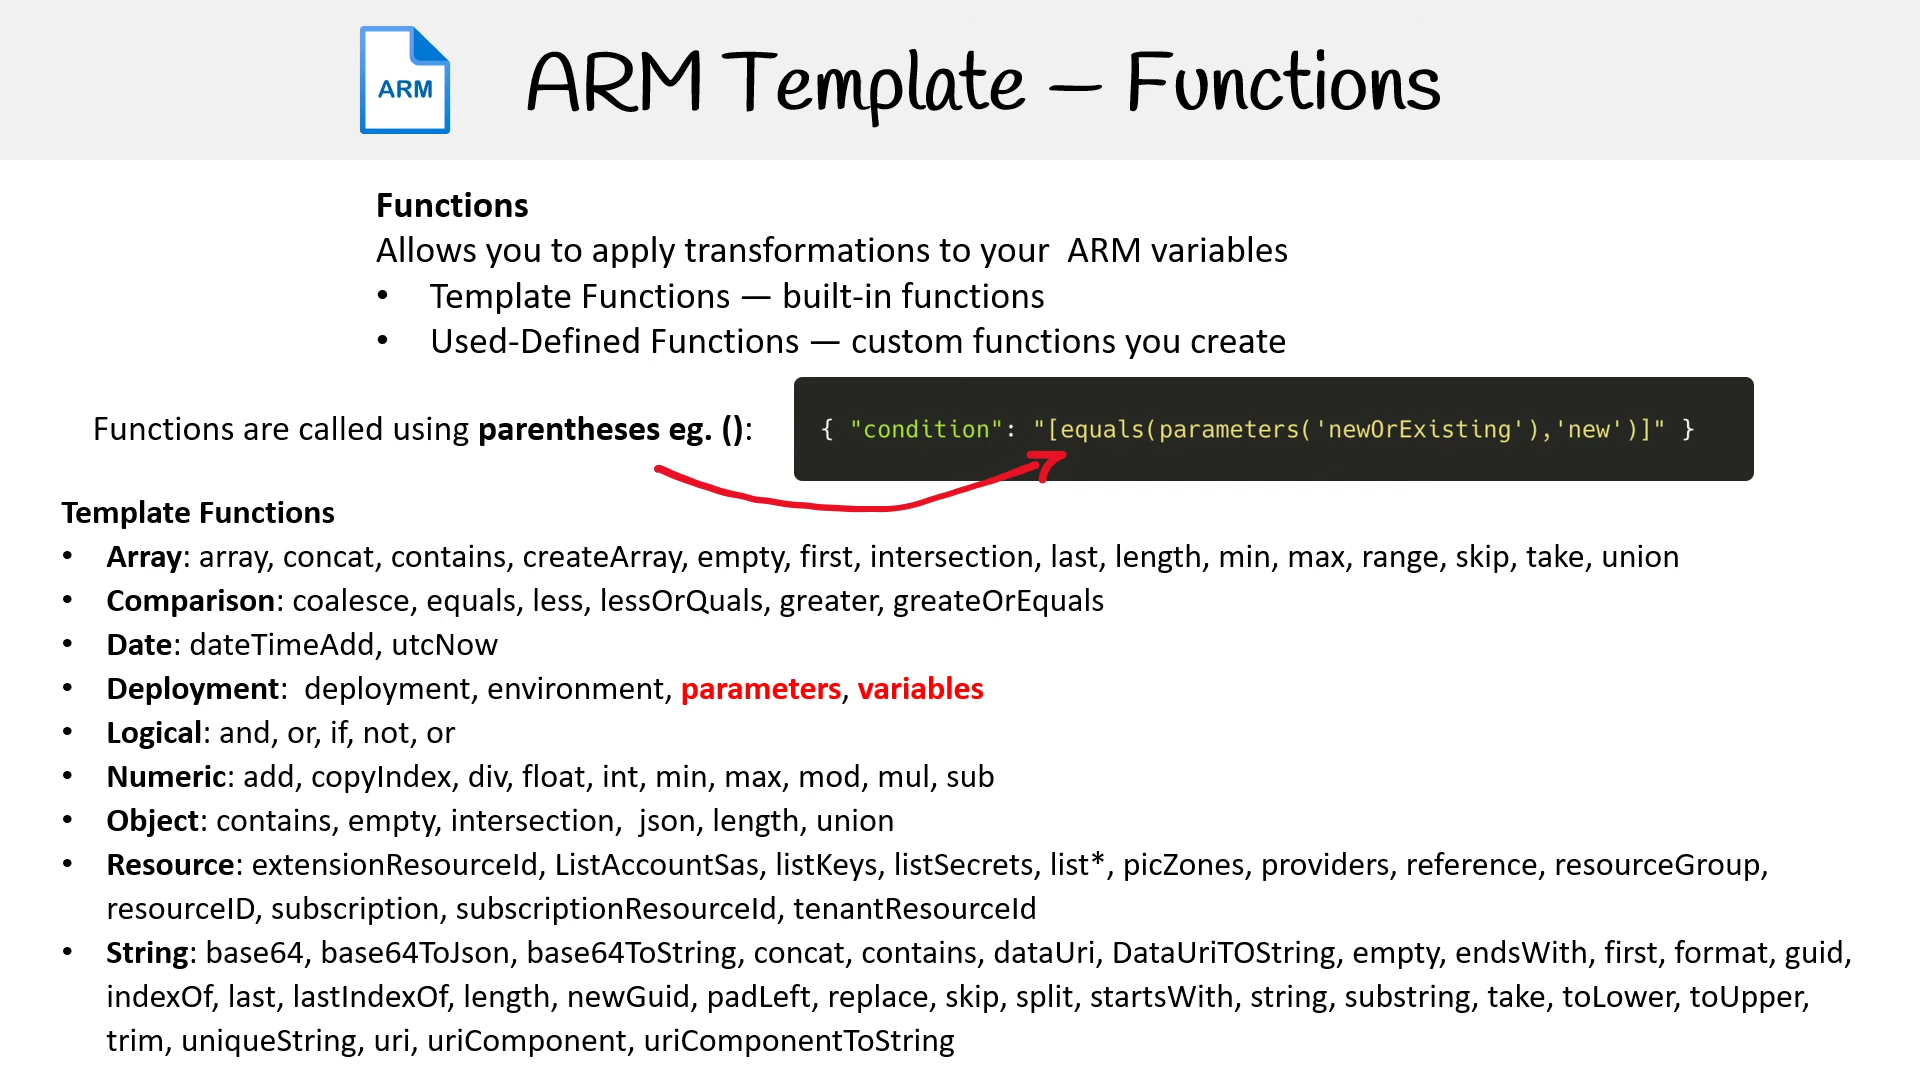 ARM
ARM Template – Functions
Functions
Allows you to apply transformations to your  ARM variables
• Template Functions — built-in functions
• Used-Defined Functions — custom functions you create
Functions are called using parentheses eg. ():
{ "condition": "[equals(parameters('newOrExisting'),'new')]" }
Template Functions
• Array: array, concat, contains, createArray, empty, first, intersection, last, length, min, max, range, skip, take, union
• Comparison: coalesce, equals, less, lessOrQuals, greater, greateOrEquals
• Date: dateTimeAdd, utcNow
• Deployment:  deployment, environment, parameters, variables
• Logical: and, or, if, not, or
• Numeric: add, copyIndex, div, float, int, min, max, mod, mul, sub
• Object: contains, empty, intersection,  json, length, union
• Resource: extensionResourceId, ListAccountSas, listKeys, listSecrets, list*, picZones, providers, reference, resourceGroup,
resourceID, subscription, subscriptionResourceId, tenantResourceId
• String: base64, base64ToJson, base64ToString, concat, contains, dataUri, DataUriTOString, empty, endsWith, first, format, guid,
indexOf, last, lastIndexOf, length, newGuid, padLeft, replace, skip, split, startsWith, string, substring, take, toLower, toUpper,
trim, uniqueString, uri, uriComponent, uriComponentToString